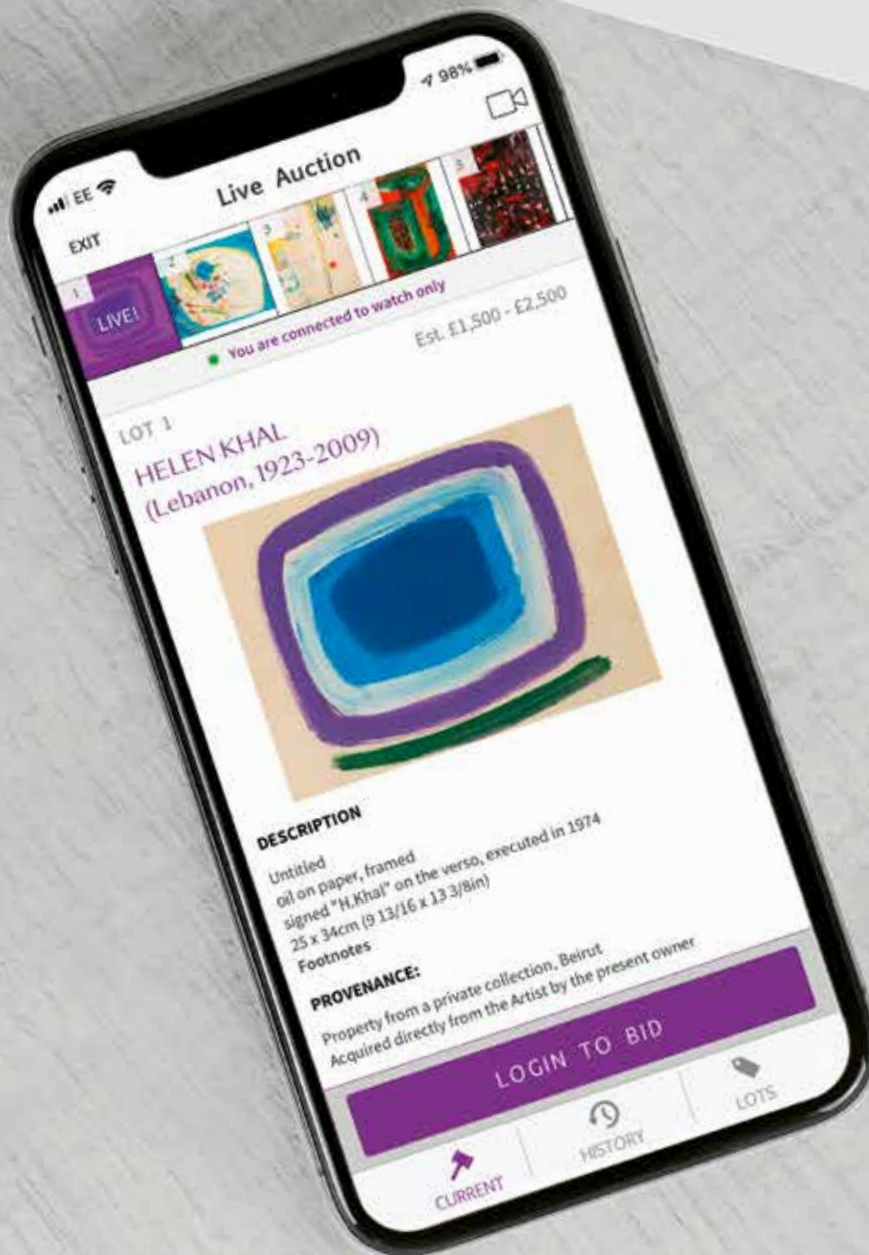 EE
98%
Live Auction
EXIT
1
LIVE!
2
3
4
5
You are connected to watch only
Est. £1,500 - £2,500
LOT 1
HELEN KHAL
(Lebanon, 1923-2009)
DESCRIPTION
Untitled
oil on paper, framed
signed "H.Khal" on the verso, executed in 1974
25 x 34cm (9 13/16 x 13 3/8in)
Footnotes
PROVENANCE:
Property from a private collection, Beirut
Acquired directly from the Artist by the present owner
LOGIN TO BID
CURRENT
HISTORY
LOTS